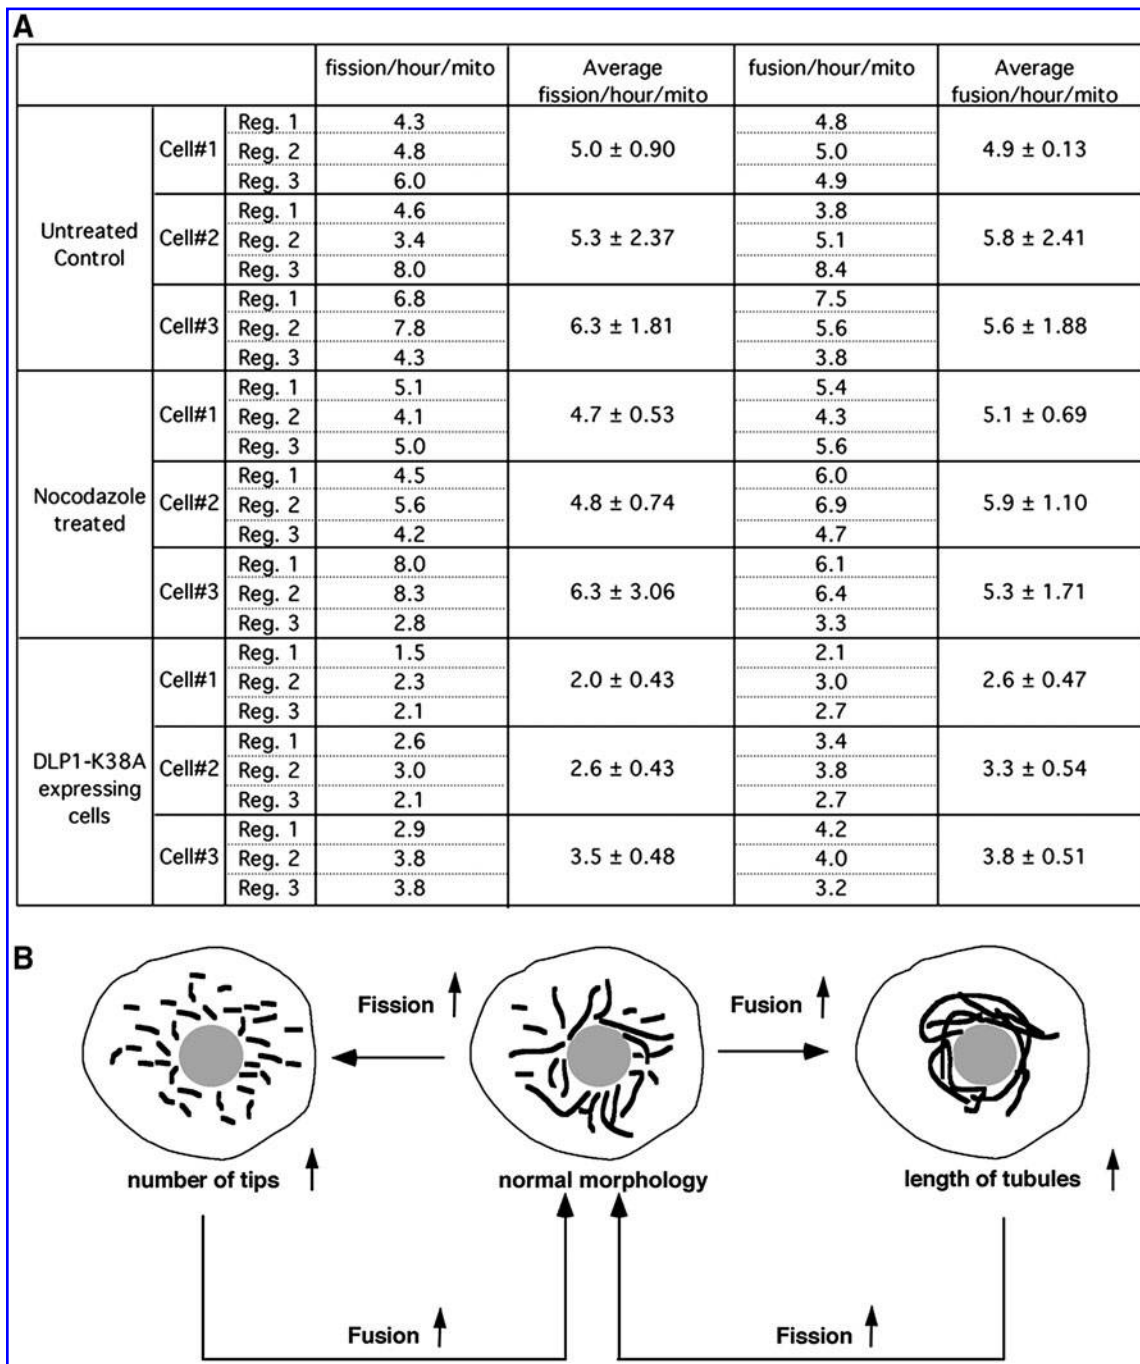 A
fission/hour/mito Average fission/hour/mito fusion/hour/mito Average fusion/hour/mito
Untreated Control
Cell#1 Reg. 1 4.3 5.0 ± 0.90 4.8 4.9 ± 0.13
Reg. 2 4.8 5.0
Reg. 3 6.0 4.9
Cell#2 Reg. 1 4.6 5.3 ± 2.37 3.8 5.8 ± 2.41
Reg. 2 3.4 5.1
Reg. 3 8.0 8.4
Cell#3 Reg. 1 6.8 6.3 ± 1.81 7.5 5.6 ± 1.88
Reg. 2 7.8 5.6
Reg. 3 4.3 3.8
Nocodazole treated
Cell#1 Reg. 1 5.1 4.7 ± 0.53 5.4 5.1 ± 0.69
Reg. 2 4.1 4.3
Reg. 3 5.0 5.6
Cell#2 Reg. 1 4.5 4.8 ± 0.74 6.0 5.9 ± 1.10
Reg. 2 5.6 6.9
Reg. 3 4.2 4.7
Cell#3 Reg. 1 8.0 6.3 ± 3.06 6.1 5.3 ± 1.71
Reg. 2 8.3 6.4
Reg. 3 2.8 3.3
DLP1-K38A expressing cells
Cell#1 Reg. 1 1.5 2.0 ± 0.43 2.1 2.6 ± 0.47
Reg. 2 2.3 3.0
Reg. 3 2.1 2.7
Cell#2 Reg. 1 2.6 2.6 ± 0.43 3.4 3.3 ± 0.54
Reg. 2 3.0 3.8
Reg. 3 2.1 2.7
Cell#3 Reg. 1 2.9 3.5 ± 0.48 4.2 3.8 ± 0.51
Reg. 2 3.8 4.0
Reg. 3 3.8 3.2
B
Fission
Fusion
number of tips
normal morphology
length of tubules
Fusion
Fission